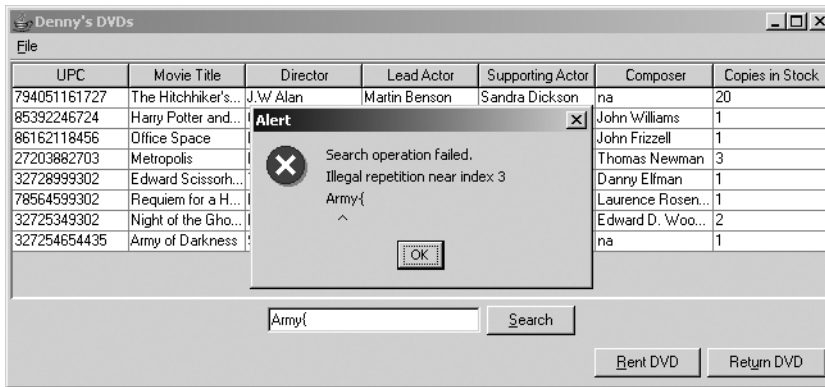 Denny's DVDs
File
UPC Movie Title Director Lead Actor Supporting Actor Composer Copies in Stock
794051161727 The Hitchhiker's... J.W Alan Martin Benson Sandra Dickson na 20
85392246724 Harry Potter and... John Williams 1
86162118456 Office Space John Frizzell 1
27203882703 Metropolis Thomas Newman 3
32728999302 Edward Scissorh... Danny Elfman 1
78564599302 Requiem for a H... Laurence Rosen... 1
32725349302 Night of the Gho... Edward D. Woo... 2
327254654435 Army of Darkness na 1
Alert
Search operation failed.
Illegal repetition near index 3
Army{
^
OK
Army{ Search
Rent DVD Return DVD